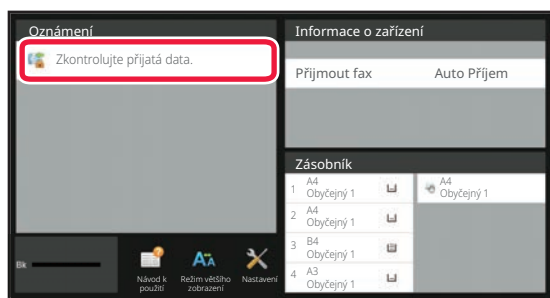 Oznámení
Zkontrolujte přijatá data.
Informace o zařízení
Přijmout fax Auto Příjem
Zásobník
1 A4
Obyčejný 1
A4
Obyčejný 1
2 A4
Obyčejný 1
3 B4
Obyčejný 1
4 A3
Obyčejný 1
Bk
Návod k
použití
AA
Režim většího
zobrazení
Nastavení